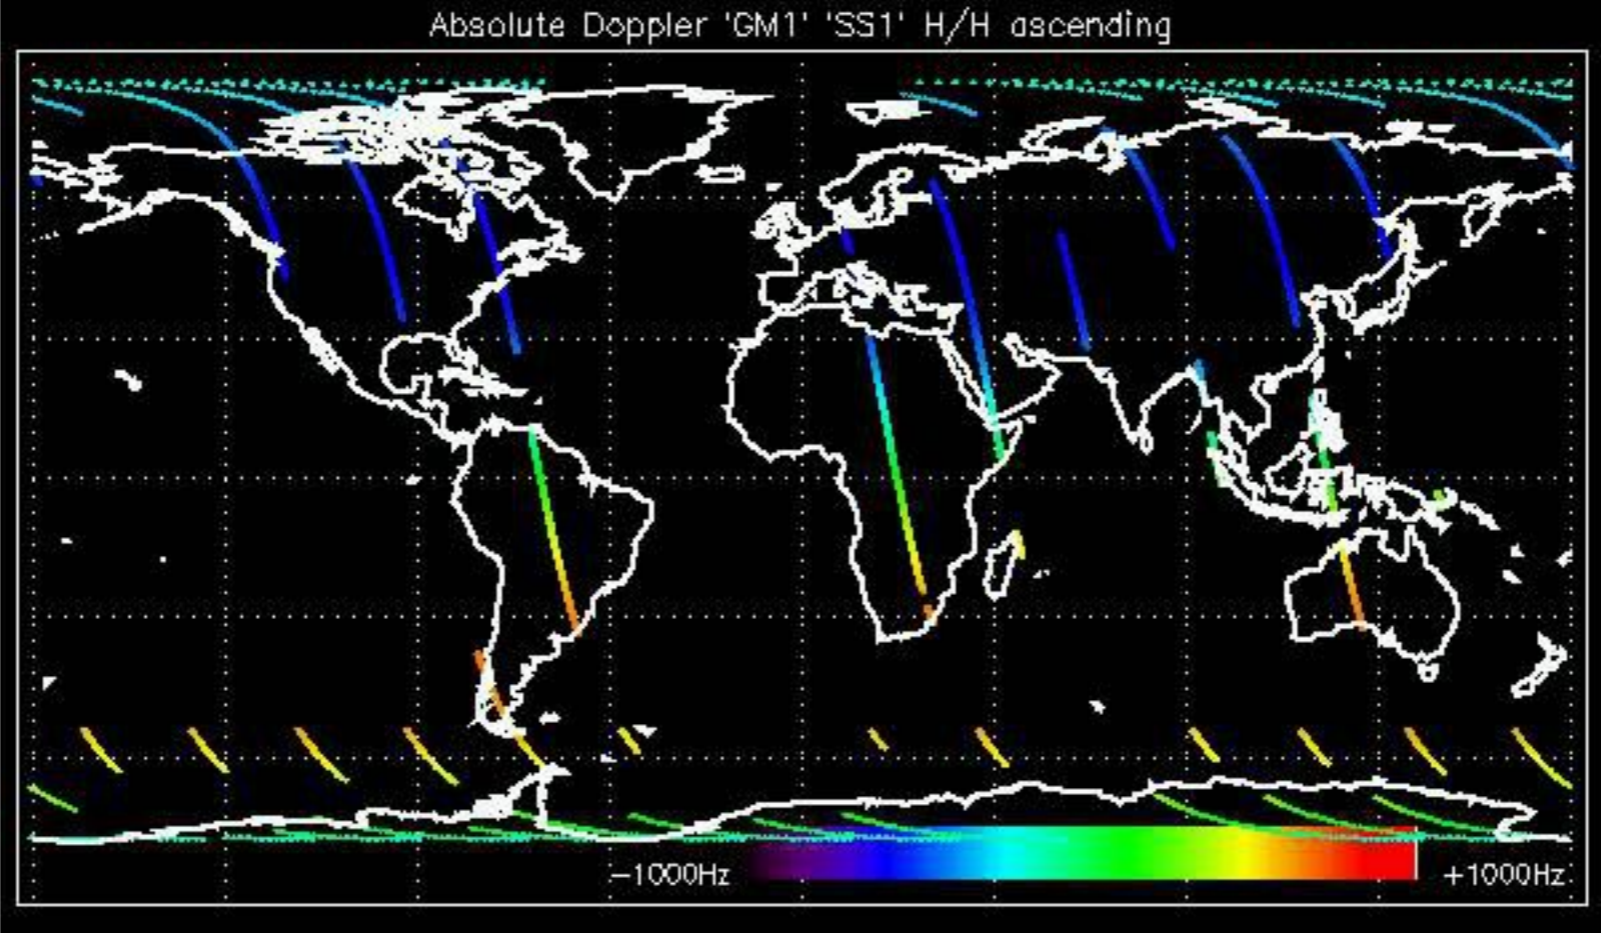 Absolute Doppler 'GM1' 'SS1' H/H ascending
-1000Hz
+1000Hz